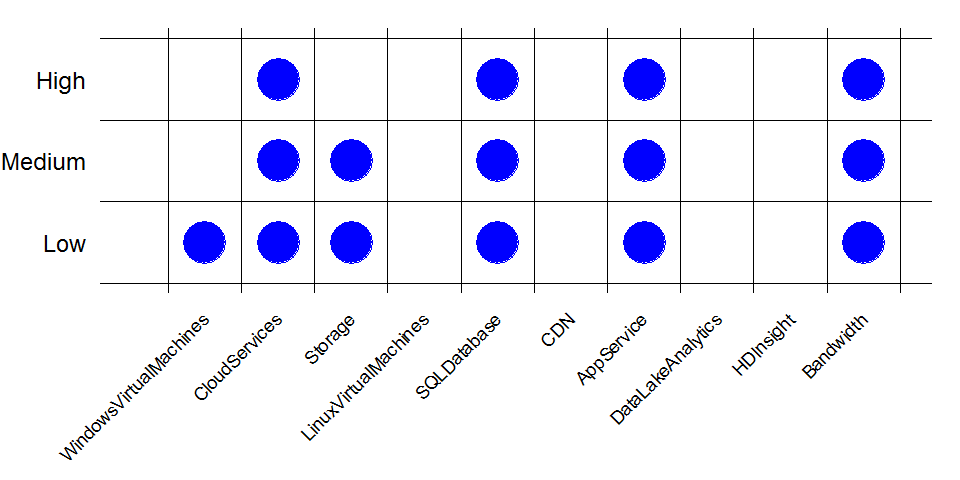 High
Medium
Low
WindowsVirtualMachines
CloudServices
Storage
LinuxVirtualMachines
SQLDatabase
CDN
AppService
DataLakeAnalytics
HDInsight
Bandwidth